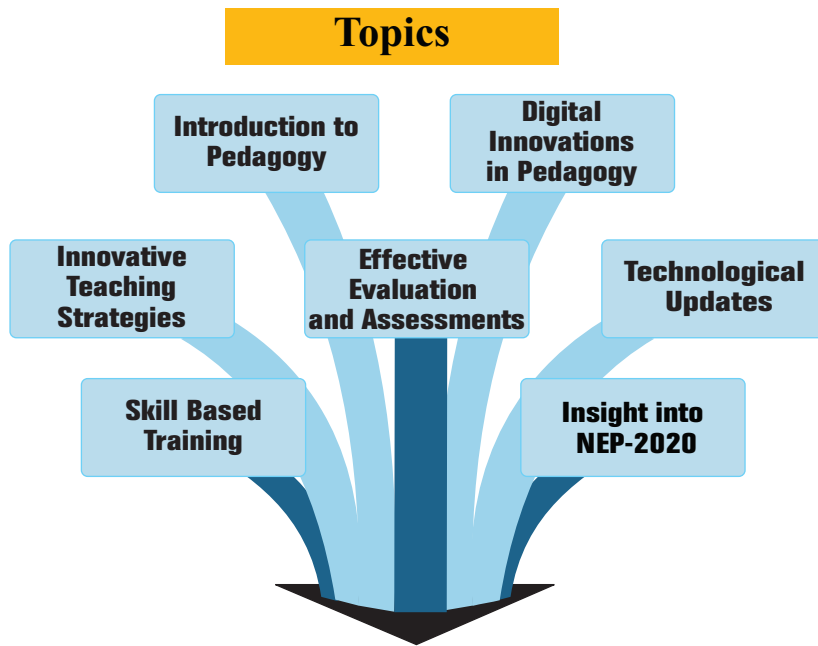 Topics
Introduction to
Pedagogy
Digital
Innovations
in Pedagogy
Innovative
Teaching
Strategies
Effective
Evaluation
and Assessments
Technological
Updates
Skill Based
Training
Insight into
NEP-2020